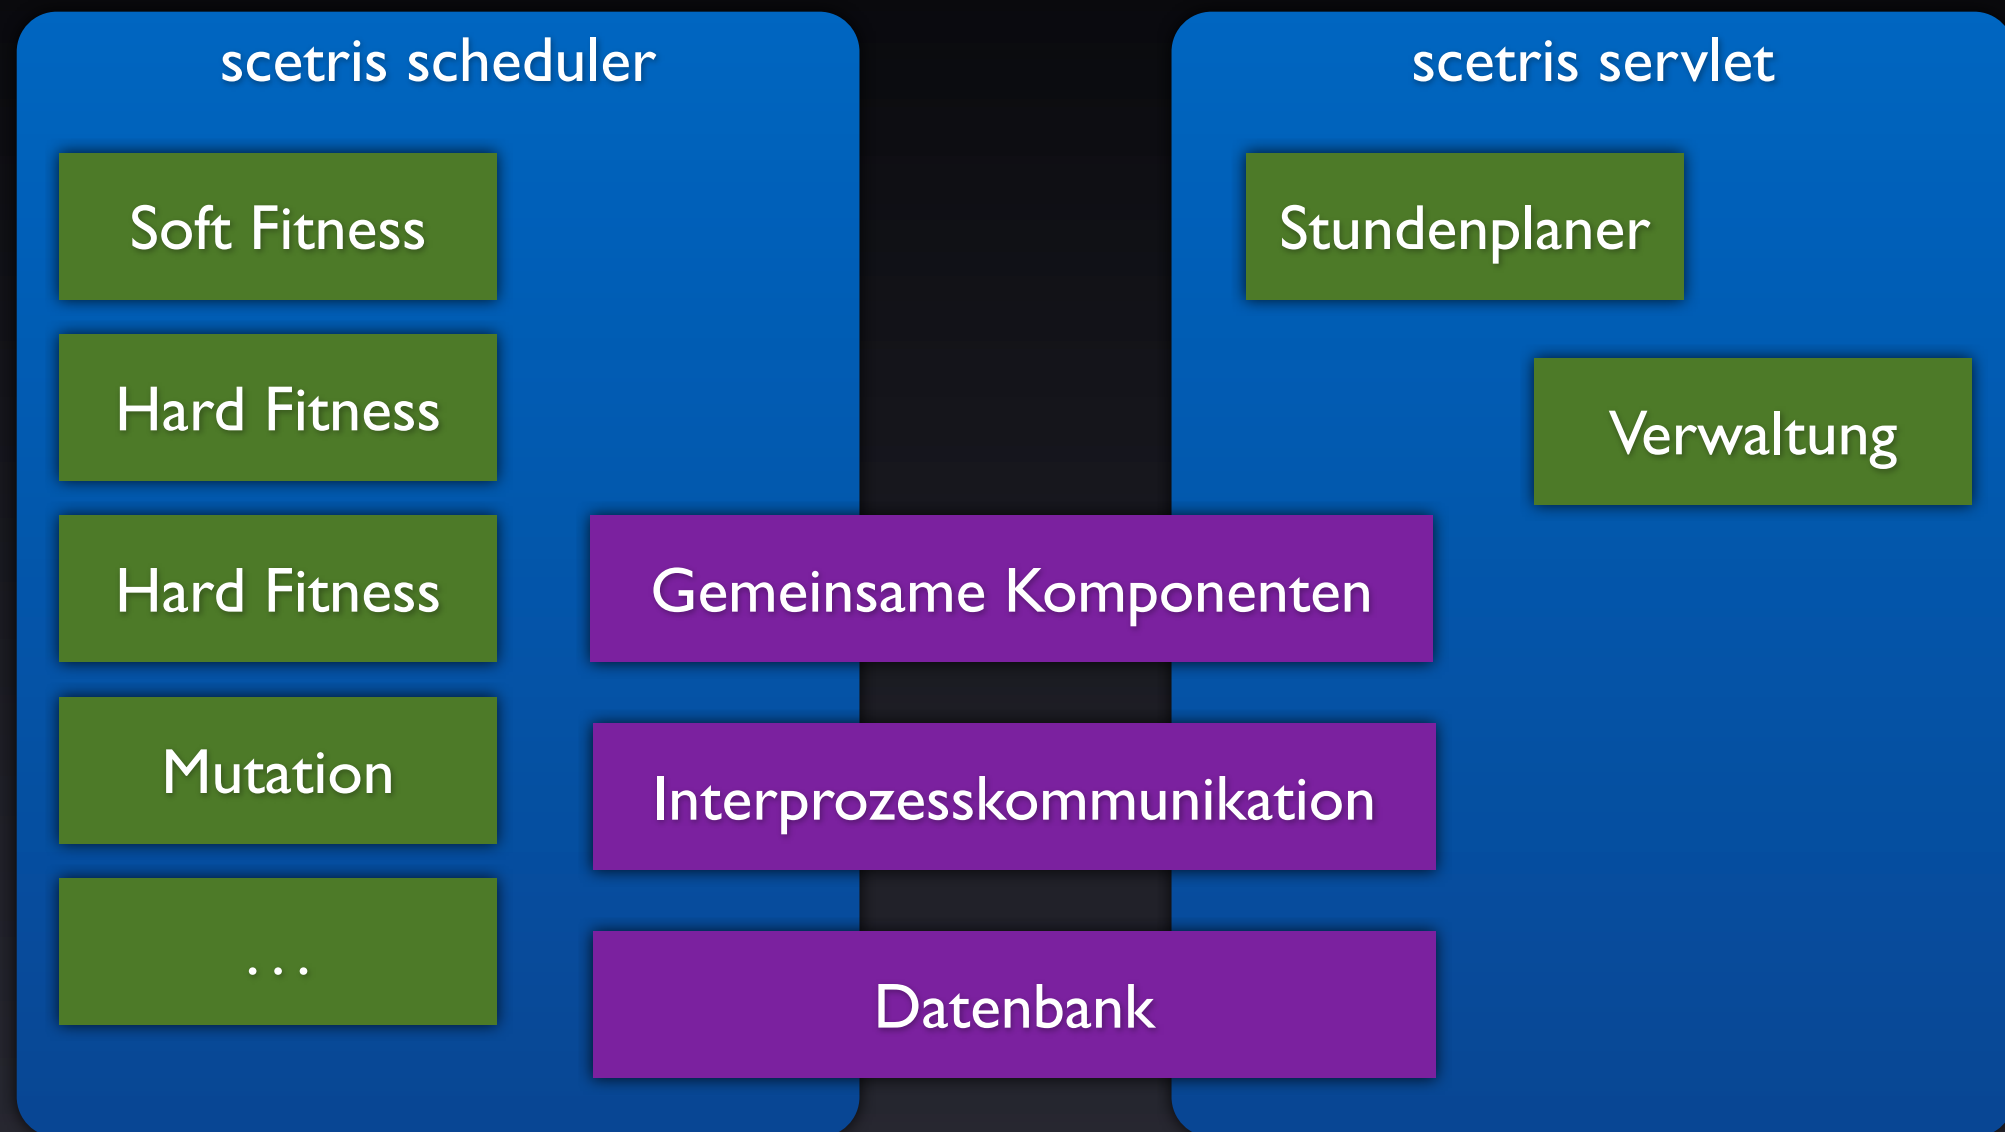 scetris scheduler
Soft Fitness
Hard Fitness
Hard Fitness
Mutation
...
Gemeinsame Komponenten
Interprozesskommunikation
Datenbank
scetris servlet
Stundenplaner
Verwaltung